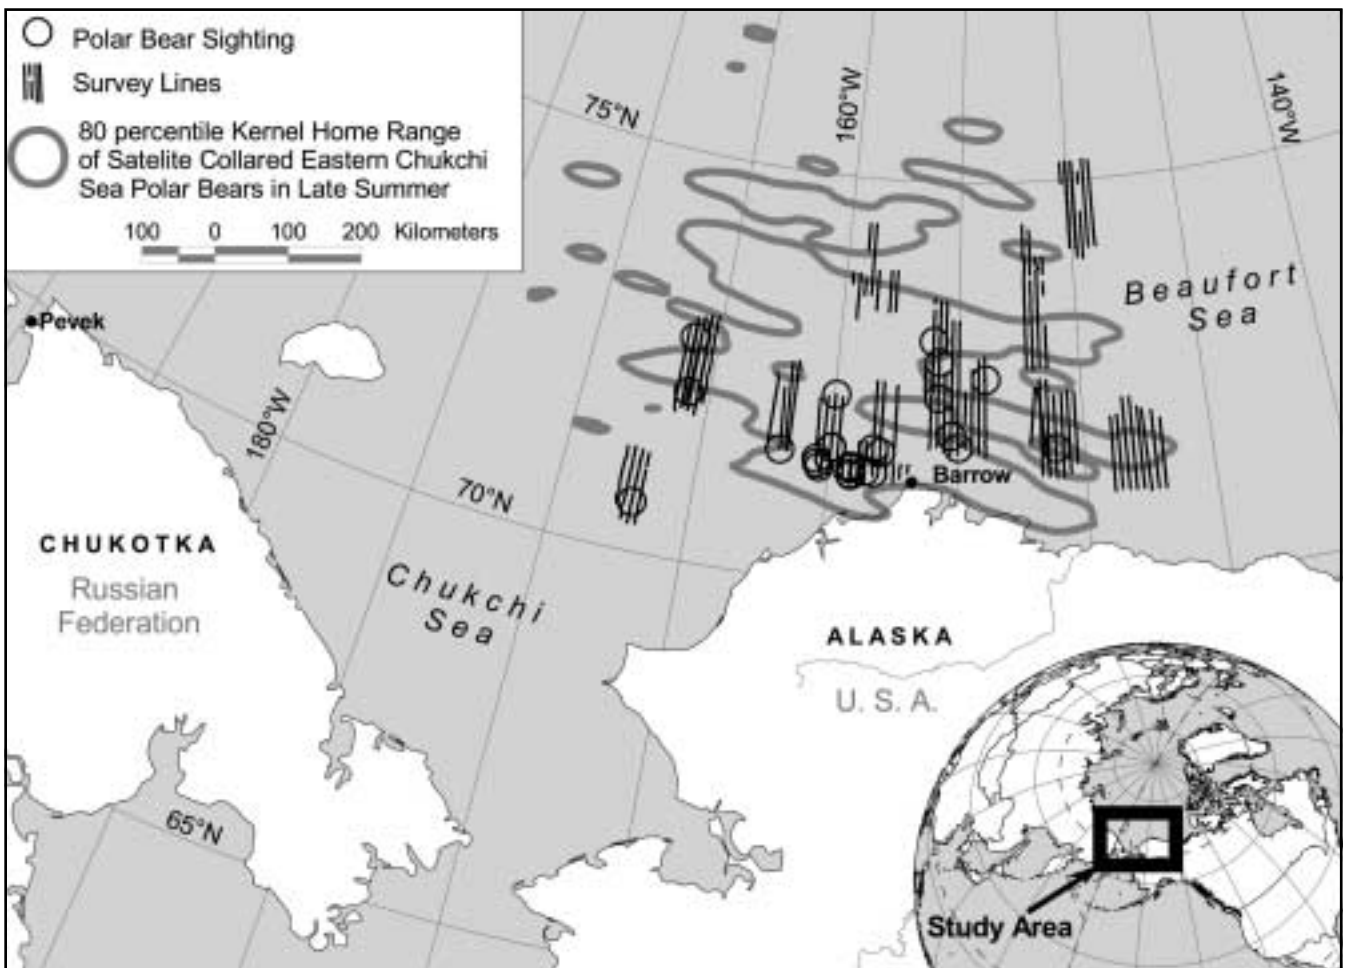 Polar Bear Sighting
Survey Lines
80 percentile Kernel Home Range
of Satelite Collared Eastern Chukchi
Sea Polar Bears in Late Summer
100 0 100 200 Kilometers
75°N
160°W
140°W
Beaufort
Sea
Pevek
180°W
70°N
Barrow
CHUKOTKA
Russian
Federation
Chukchi
Sea
ALASKA
U. S. A.
65°N
Study Area